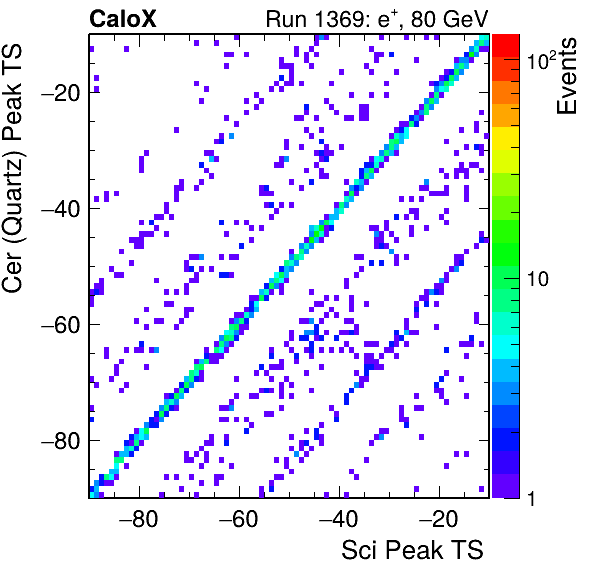 CaloX Run 1369: e⁺, 80 GeV
Cer (Quartz) Peak TS
−20
−40
−60
−80
−80 −60 −40 −20
Sci Peak TS
Events
10²
10
1